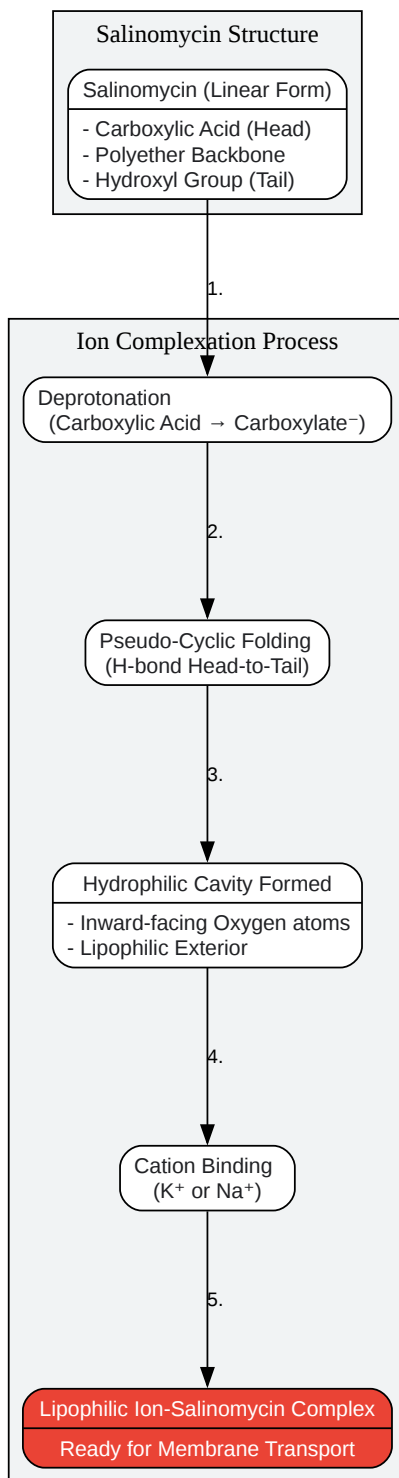 Salinomycin Structure
Salinomycin (Linear Form)
- Carboxylic Acid (Head)
- Polyether Backbone
- Hydroxyl Group (Tail)
1.
Ion Complexation Process
Deprotonation
(Carboxylic Acid → Carboxylate⁻)
2.
Pseudo-Cyclic Folding
(H-bond Head-to-Tail)
3.
Hydrophilic Cavity Formed
- Inward-facing Oxygen atoms
- Lipophilic Exterior
4.
Cation Binding
(K⁺ or Na⁺)
5.
Lipophilic Ion-Salinomycin Complex
Ready for Membrane Transport